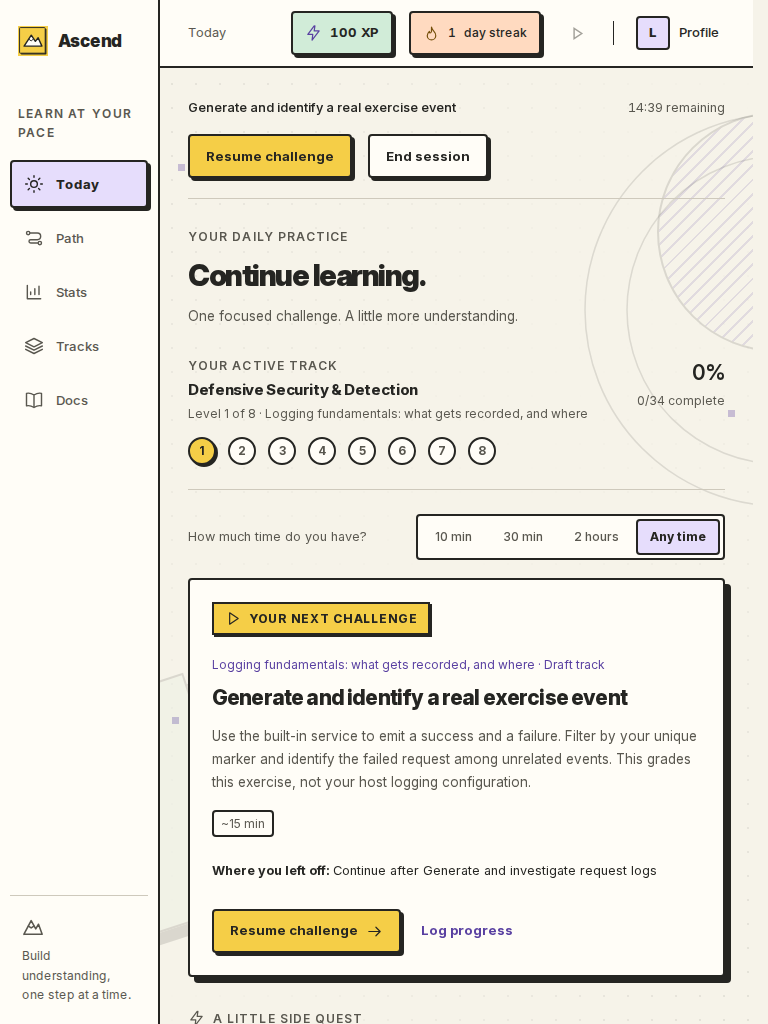 Ascend
LEARN AT YOUR
PACE
Today
Path
Stats
Tracks
Docs
Build
understanding,
one step at a time.
Today
100 XP
1 day streak
L
Profile
Generate and identify a real exercise event
14:39 remaining
Resume challenge
End session
YOUR DAILY PRACTICE
Continue learning.
One focused challenge. A little more understanding.
YOUR ACTIVE TRACK
Defensive Security & Detection
Level 1 of 8 · Logging fundamentals: what gets recorded, and where
0%
0/34 complete
1 2 3 4 5 6 7 8
How much time do you have?
10 min 30 min 2 hours Any time
YOUR NEXT CHALLENGE
Logging fundamentals: what gets recorded, and where · Draft track
Generate and identify a real exercise event
Use the built-in service to emit a success and a failure. Filter by your unique
marker and identify the failed request among unrelated events. This grades
this exercise, not your host logging configuration.
~15 min
Where you left off: Continue after Generate and investigate request logs
Resume challenge →
Log progress
A LITTLE SIDE QUEST